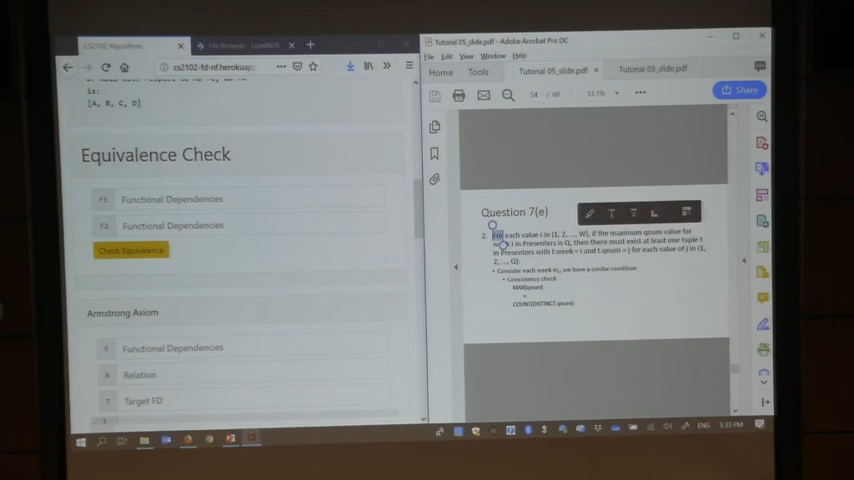 CS2102 Algorithms
File Browser - LumiNUS
cs2102-fd-nf.herokuap
is:
[A, B, C, D]
Equivalence Check
F1 Functional Dependencies
F2 Functional Dependencies
Check Equivalence
Armstrong Axiom
F Functional Dependencies
R Relation
T Target FD
1
Tutorial 05_slide.pdf - Adobe Acrobat Pro DC
File Edit View Window Help
Home Tools Tutorial 05_slide.pdf Tutorial 03_slide.pdf
54 / 60 33.1% Share
Question 7(e)
2. For each value i in {1, 2, ..., W}, if the maximum qnum value for
week i in Presenters is Q, then there must exist at least one tuple t
in Presenters with t.week = i and t.qnum = j for each value of j in {1,
2, ..., Q}.
• Consider each week
we have a similar condition
• Consistency check
MAX(qnum)
=
COUNT(DISTINCT qnum)
ENG 5:33 PM